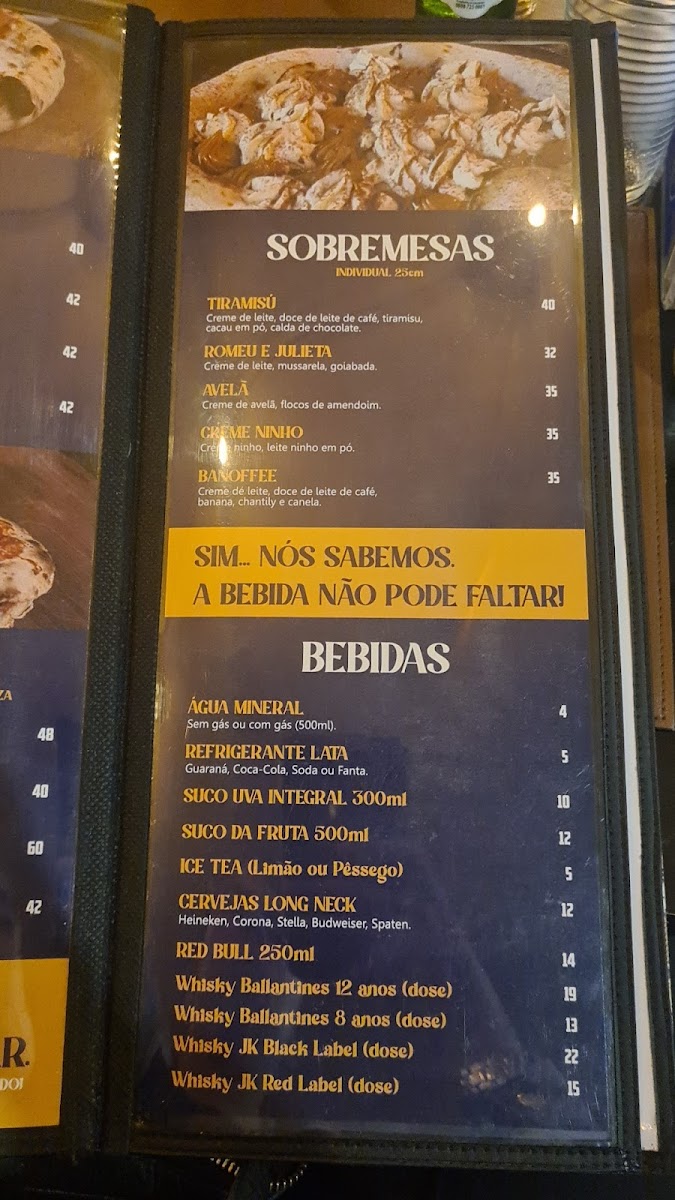 40
42
42
42
ZA
48
40
60
42
R.
DO!
SOBREMESAS
INDIVIDUAL 25cm
TIRAMISÚ 40
Creme de leite, doce de leite de café, tiramisu,
cacau em pó, calda de chocolate.
ROMEU E JULIETA 32
Creme de leite, mussarela, goiabada.
AVELÃ 35
Creme de avelã, flocos de amendoim.
CREME NINHO 35
Creme ninho, leite ninho em pó.
BANOFFEE 35
Creme de leite, doce de leite de café,
banana, chantily e canela.
SIM... NÓS SABEMOS.
A BEBIDA NÃO PODE FALTAR!
BEBIDAS
ÁGUA MINERAL 4
Sem gás ou com gás (500ml).
REFRIGERANTE LATA 5
Guaraná, Coca-Cola, Soda ou Fanta.
SUCO UVA INTEGRAL 300ml 10
SUCO DA FRUTA 500ml 12
ICE TEA (Limão ou Pêssego) 5
CERVEJAS LONG NECK 12
Heineken, Corona, Stella, Budweiser, Spaten.
RED BULL 250ml 14
Whisky Ballantines 12 anos (dose) 19
Whisky Ballantines 8 anos (dose) 13
Whisky JK Black Label (dose) 22
Whisky JK Red Label (dose) 15